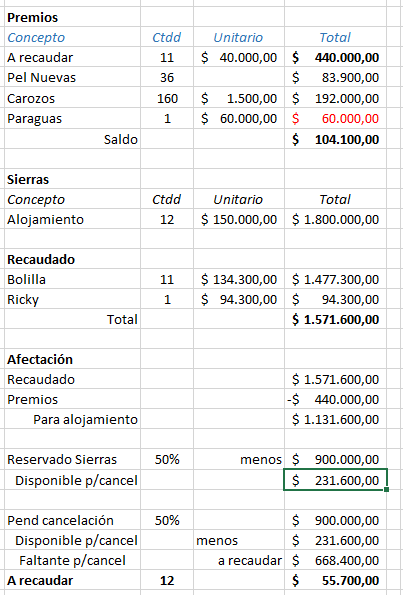 Premios
Concepto Ctdd Unitario Total
A recaudar 11 $ 40.000,00 $ 440.000,00
Pel Nuevas 36 $ 83.900,00
Carozos 160 $ 1.500,00 $ 192.000,00
Paraguas 1 $ 60.000,00 $ 60.000,00
Saldo $ 104.100,00
Sierras
Concepto Ctdd Unitario Total
Alojamiento 12 $ 150.000,00 $ 1.800.000,00
Recaudado
Bolilla 11 $ 134.300,00 $ 1.477.300,00
Ricky 1 $ 94.300,00 $ 94.300,00
Total $ 1.571.600,00
Afectación
Recaudado $ 1.571.600,00
Premios -$ 440.000,00
Para alojamiento $ 1.131.600,00
Reservado Sierras 50% menos $ 900.000,00
Disponible p/cancel $ 231.600,00
Pend cancelación 50% $ 900.000,00
Disponible p/cancel menos $ 231.600,00
Faltante p/cancel a recaudar $ 668.400,00
A recaudar 12 $ 55.700,00